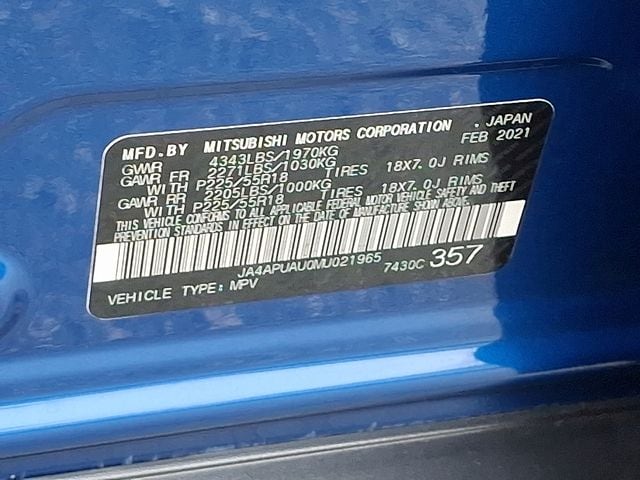 MFD.BY MITSUBISHI MOTORS CORPORATION . JAPAN
GVWR 4343LBS/1970KG FEB 2021
GAWR FR 2271LBS/1030KG TIRES
WITH P225/55R18 18X7.0J RIMS
GAWR RR 2205LBS/1000KG TIRES
WITH P225/55R18 18X7.0J RIMS
THIS VEHICLE CONFORMS TO ALL APPLICABLE FEDERAL MOTOR VEHICLE SAFETY AND THEFT
PREVENTION STANDARDS IN EFFECT ON THE DATE OF MANUFACTURE SHOWN ABOVE.
JA4APUAU0MU021965 7430C 357
VEHICLE TYPE: MPV